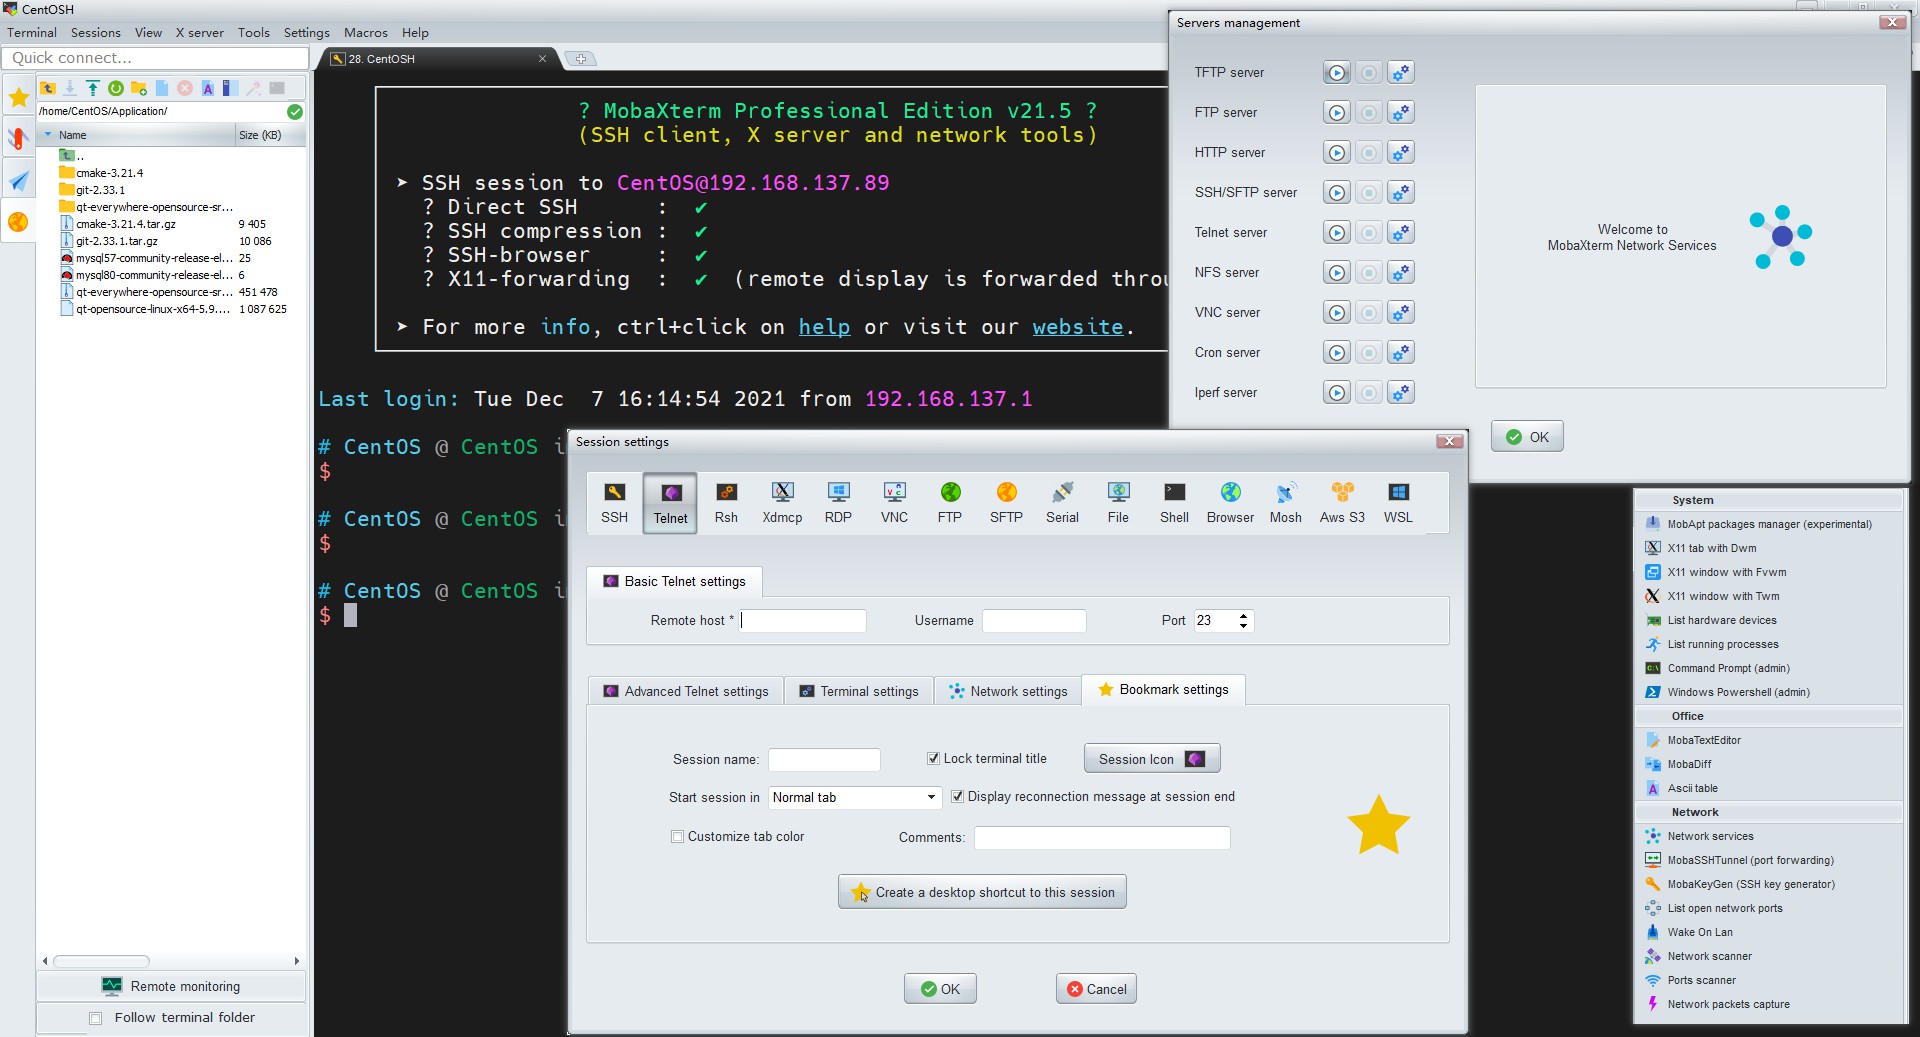 CentOSH
Terminal Sessions View X server Tools Settings Macros Help
Quick connect...
28. CentOSH
/home/CentOS/Application/
Name Size (KB)
..
cmake-3.21.4
git-2.33.1
qt-everywhere-opensource-sr...
cmake-3.21.4.tar.gz 9 405
git-2.33.1.tar.gz 10 086
mysql57-community-release-el... 25
mysql80-community-release-el... 6
qt-everywhere-opensource-sr... 451 478
qt-opensource-linux-x64-5.9.... 1 087 625
Remote monitoring
Follow terminal folder
? MobaXterm Professional Edition v21.5 ?
(SSH client, X server and network tools)
➤ SSH session to CentOS@192.168.137.89
? Direct SSH : ✔
? SSH compression : ✔
? SSH-browser : ✔
? X11-forwarding : ✔ (remote display is forwarded throu
➤ For more info, ctrl+click on help or visit our website.
Last login: Tue Dec 7 16:14:54 2021 from 192.168.137.1
# CentOS @ CentOS i
$
# CentOS @ CentOS i
$
# CentOS @ CentOS i
$
Servers management
TFTP server
FTP server
HTTP server
SSH/SFTP server
Telnet server
NFS server
VNC server
Cron server
Iperf server
Welcome to
MobaXterm Network Services
OK
Session settings
SSH Telnet Rsh Xdmcp RDP VNC FTP SFTP Serial File Shell Browser Mosh Aws S3 WSL
Basic Telnet settings
Remote host * Username Port 23
Advanced Telnet settings Terminal settings Network settings Bookmark settings
Session name: Lock terminal title Session Icon
Start session in Normal tab Display reconnection message at session end
Customize tab color Comments:
Create a desktop shortcut to this session
OK Cancel
System
MobApt packages manager (experimental)
X11 tab with Dwm
X11 window with Fvwm
X11 window with Twm
List hardware devices
List running processes
Command Prompt (admin)
Windows Powershell (admin)
Office
MobaTextEditor
MobaDiff
Ascii table
Network
Network services
MobaSSHTunnel (port forwarding)
MobaKeyGen (SSH key generator)
List open network ports
Wake On Lan
Network scanner
Ports scanner
Network packets capture